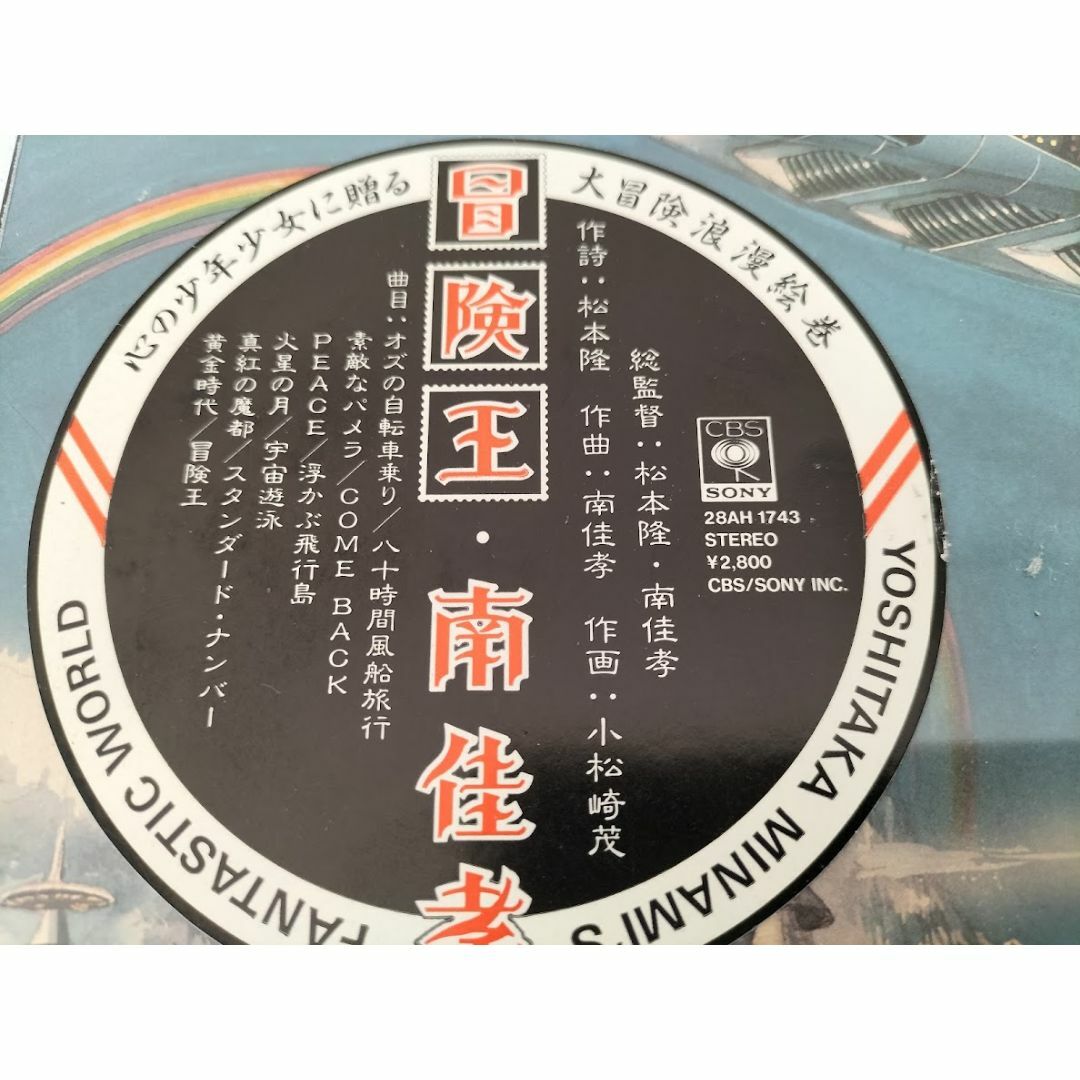 心の少年少女に贈る
大冒険浪漫絵巻
冒険王・南佳孝
総監督：松本隆・南佳孝
作詩：松本隆 作曲：南佳孝 作画：小松崎茂
曲目：オズの自転車乗り／八十時間風船旅行
素敵なパメラ／COME BACK
PEACE／浮かぶ飛行島
火星の月／宇宙遊泳
真紅の魔都／スタンダード・ナンバー
黄金時代／冒険王
CBS
SONY
28AH 1743
STEREO
¥2,800
CBS/SONY INC.
YOSHITAKA MINAMI'S
FANTASTIC WORLD